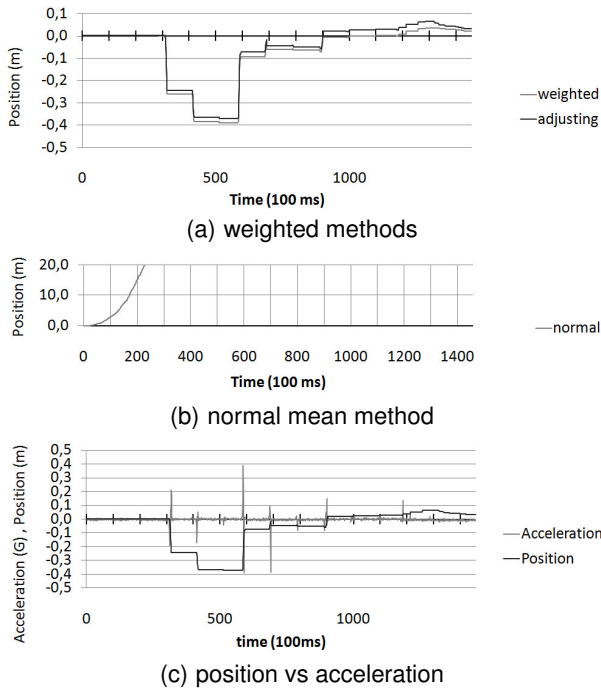 0,1
0,0
-0,1
-0,2
-0,3
-0,4
-0,5
Position (m)
0 500 1000
Time (100 ms)
weighted
adjusting
(a) weighted methods
20,0
10,0
0,0
Position (m)
0 200 400 600 800 1000 1200 1400
Time (100 ms)
normal
(b) normal mean method
0,5
0,4
0,3
0,2
0,1
0,0
-0,1
-0,2
-0,3
-0,4
-0,5
Acceleration (G) , Position (m)
0 500 1000
time (100ms)
Acceleration
Position
(c) position vs acceleration